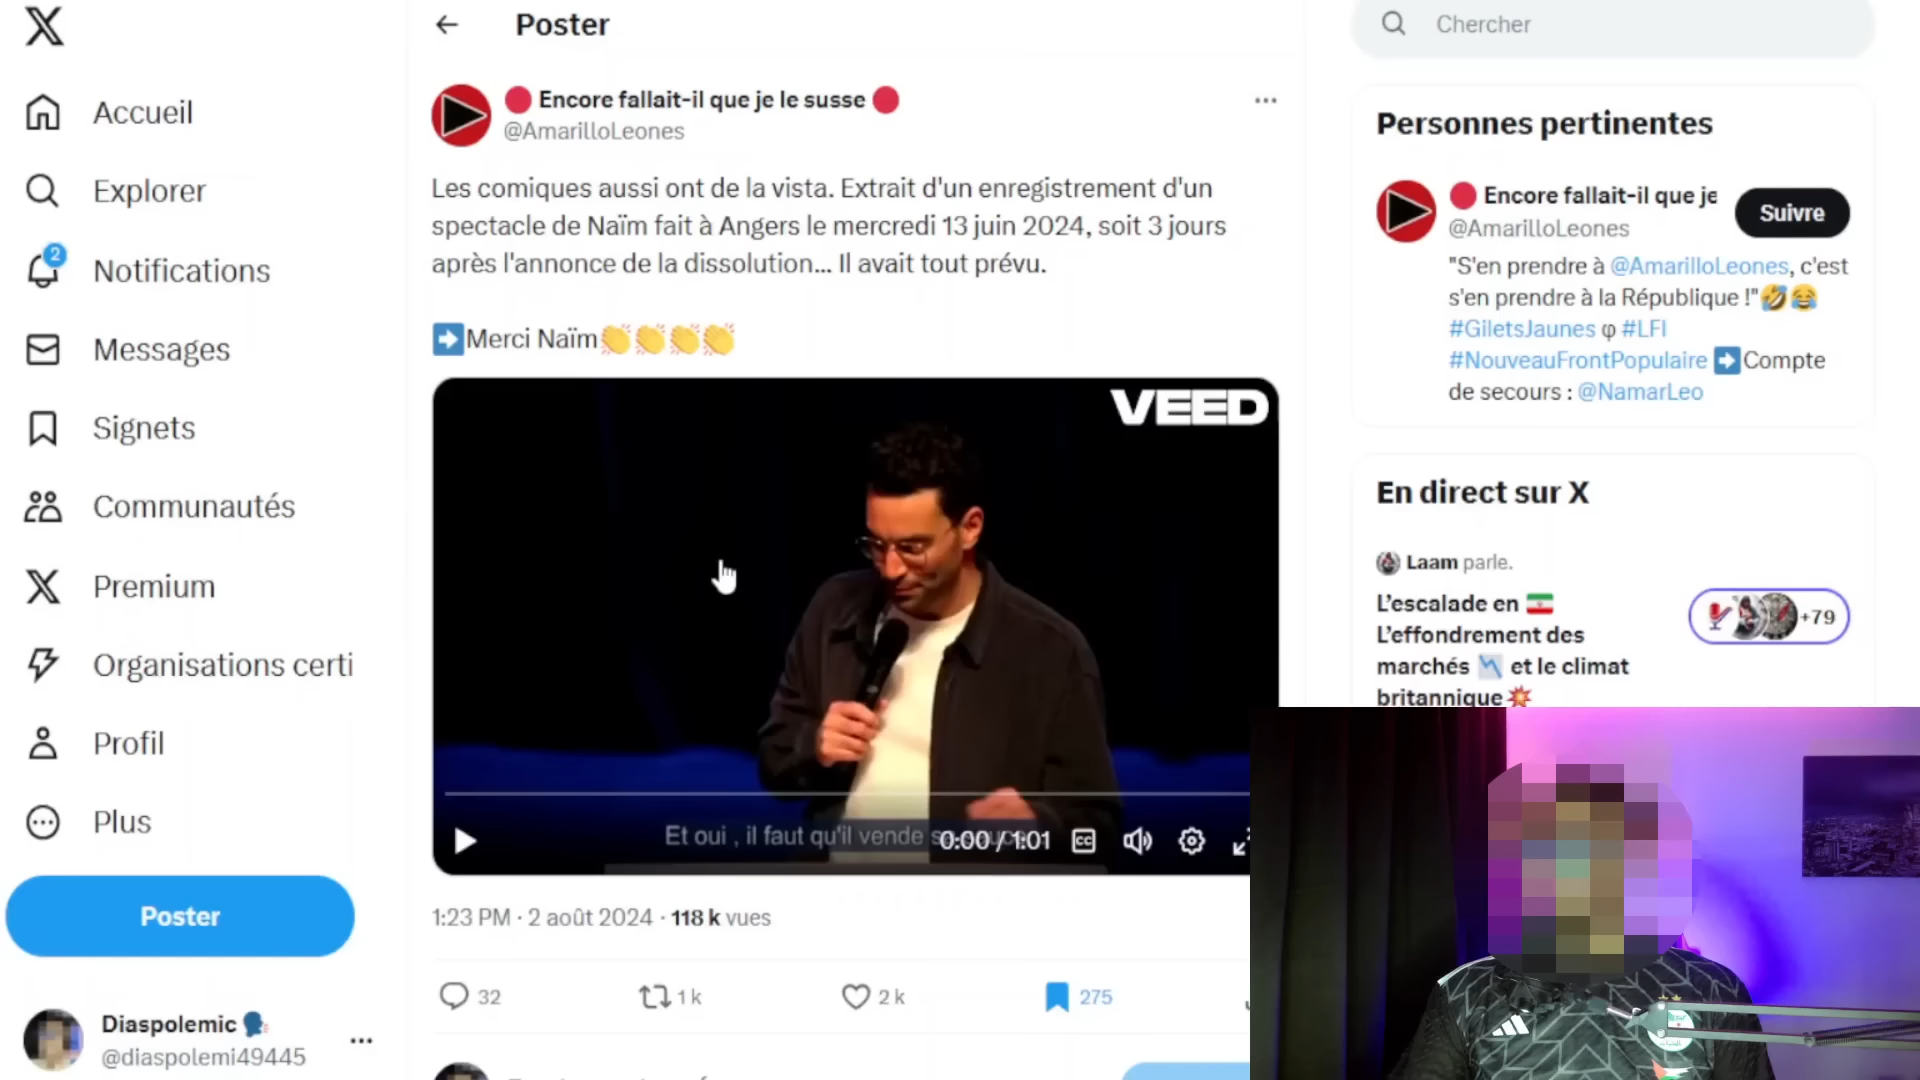 Accueil
Explorer
2
Notifications
Messages
Signets
Communautés
Premium
Organisations certi
Profil
Plus
Poster
Diaspolemic
@diaspolemi49445
Poster
Encore fallait-il que je le susse
@AmarilloLeones
Les comiques aussi ont de la vista. Extrait d'un enregistrement d'un
spectacle de Naïm fait à Angers le mercredi 13 juin 2024, soit 3 jours
après l'annonce de la dissolution... Il avait tout prévu.
➡️Merci Naïm👏👏👏👏
VEED
Et oui , il faut qu'il vende
0:00 / 1:01
CC
1:23 PM · 2 août 2024 · 118 k vues
32
1 k
2 k
275
Chercher
Personnes pertinentes
Encore fallait-il que je
@AmarilloLeones
Suivre
"S'en prendre à @AmarilloLeones, c'est
s'en prendre à la République !"🤣😂
#GiletsJaunes φ #LFI
#NouveauFrontPopulaire ➡️Compte
de secours : @NamarLeo
En direct sur X
Laam parle.
L'escalade en 🇮🇷
L'effondrement des
marchés 📉 et le climat
britannique💥
+79